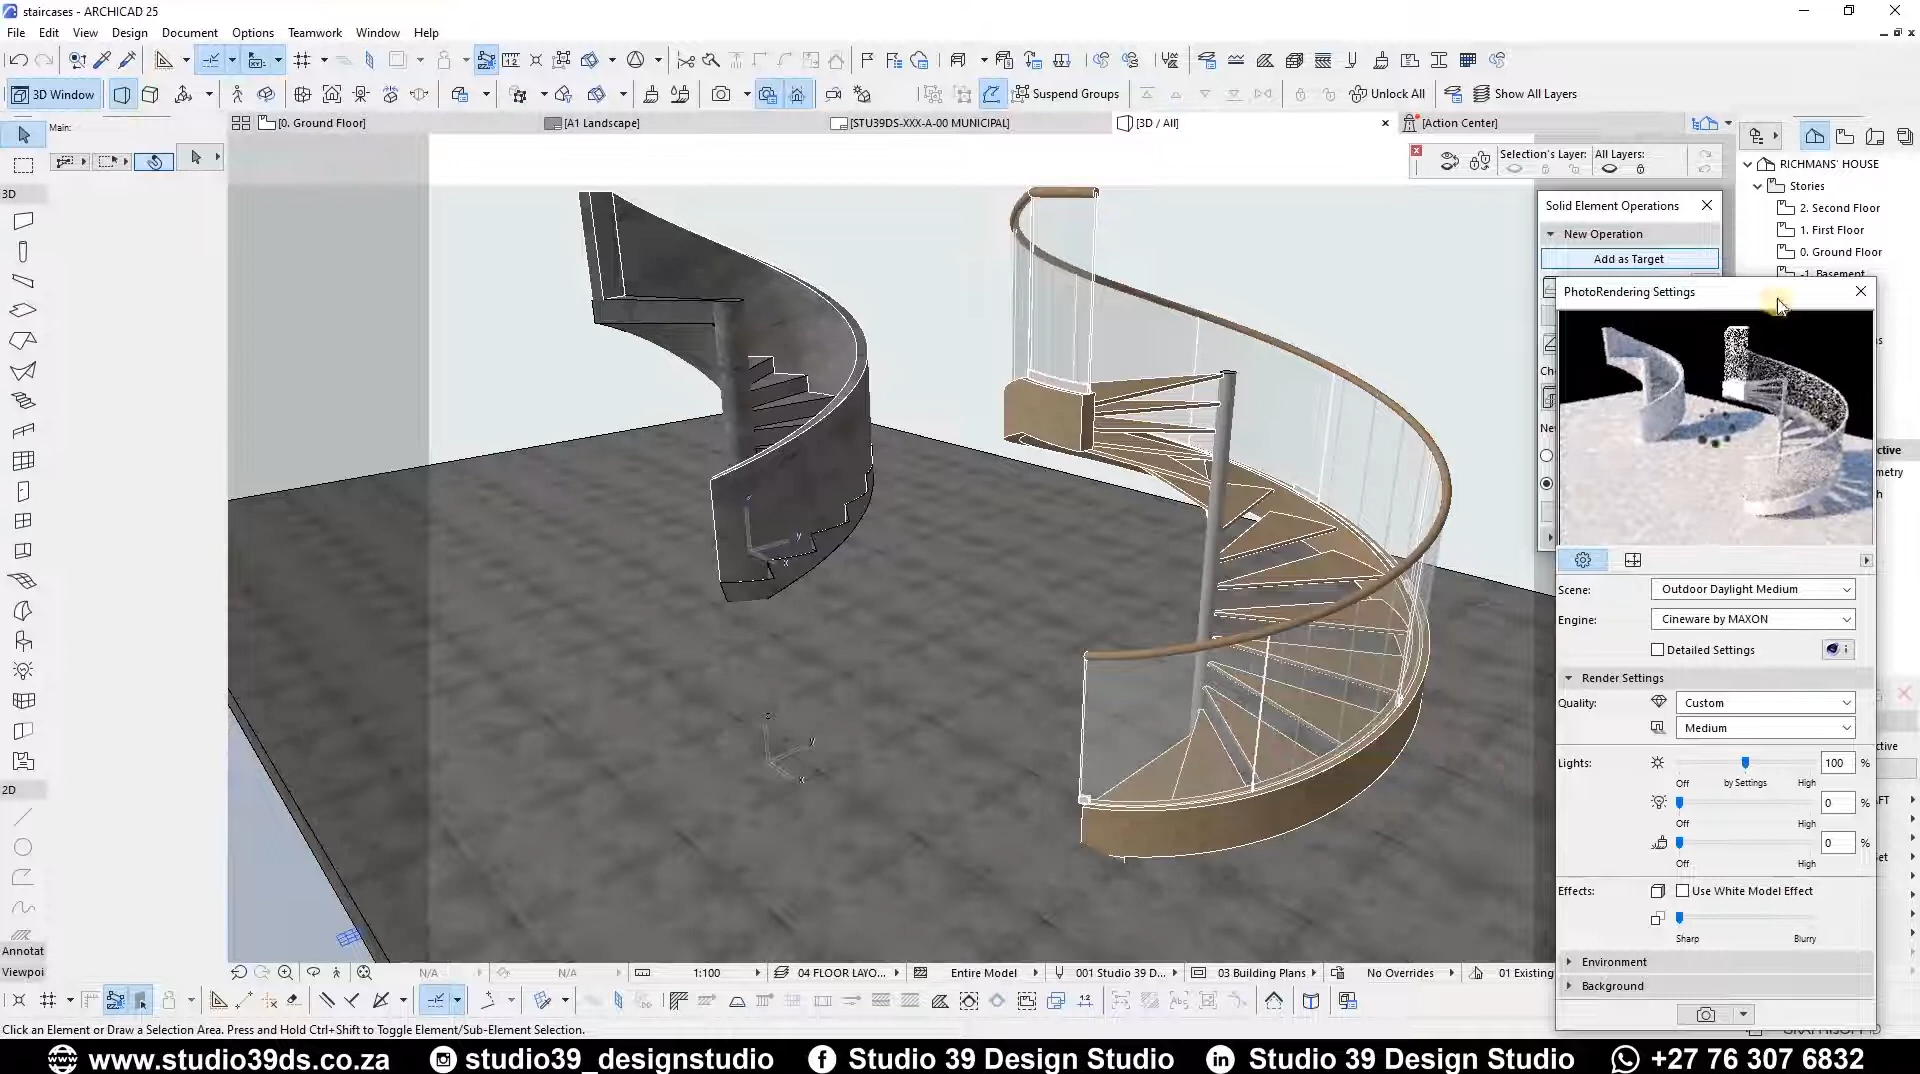 staircases - ARCHICAD 25
File Edit View Design Document Options Teamwork Window Help
3D Window
Suspend Groups
Unlock All
Show All Layers
Main:
[0. Ground Floor]
[A1 Landscape]
[STU39DS-XXX-A-00 MUNICIPAL]
[3D / All]
[Action Center]
Selection's Layer:
All Layers:
3D
2D
Annotat
Viewpoi
RICHMANS' HOUSE
Stories
2. Second Floor
1. First Floor
0. Ground Floor
-1. Basement
Solid Element Operations
New Operation
Add as Target
PhotoRendering Settings
Scene: Outdoor Daylight Medium
Engine: Cineware by MAXON
Detailed Settings
Render Settings
Quality: Custom
Medium
Lights: 100 %
Off by Settings High
0 %
Off High
0 %
Off High
Effects: Use White Model Effect
Sharp Blurry
Environment
Background
x
y
x
y
N/A
N/A
1:100
04 FLOOR LAYO...
Entire Model
001 Studio 39 D...
03 Building Plans
No Overrides
01 Existing
Click an Element or Draw a Selection Area. Press and Hold Ctrl+Shift to Toggle Element/Sub-Element Selection.
www.studio39ds.co.za studio39_designstudio Studio 39 Design Studio Studio 39 Design Studio +27 76 307 6832